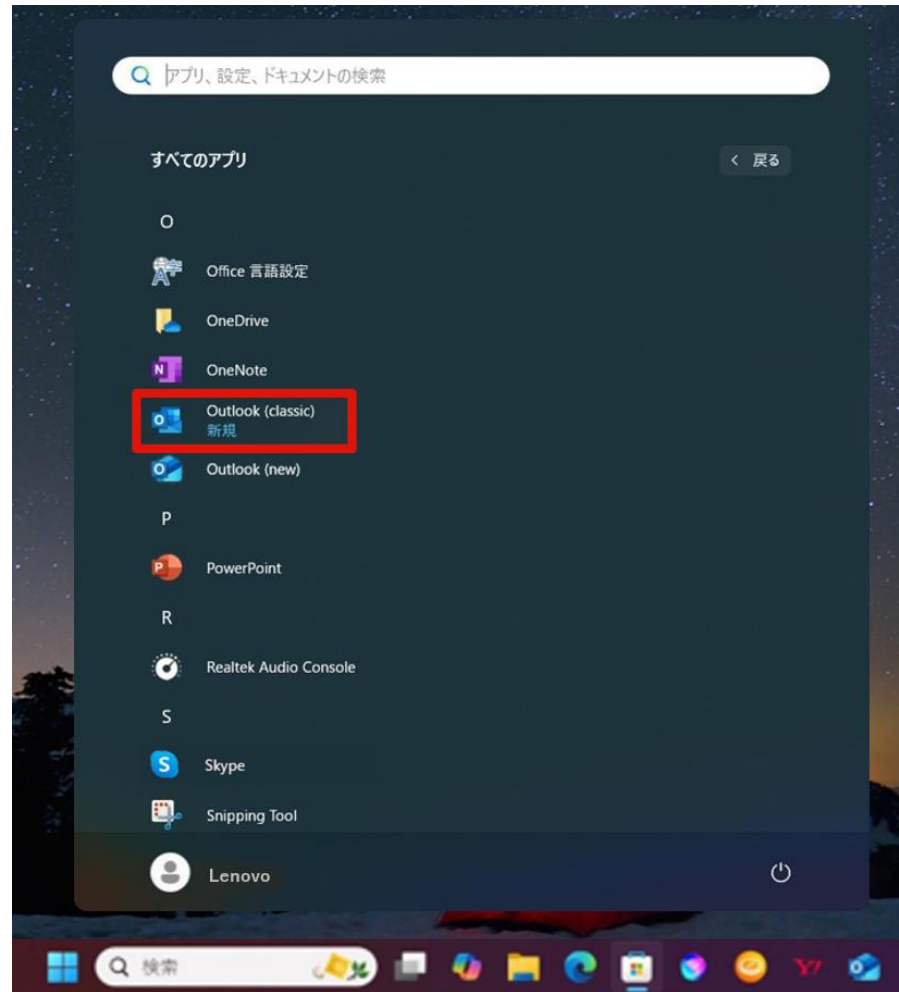 アプリ、設定、ドキュメントの検索
すべてのアプリ
戻る
O
Office 言語設定
OneDrive
OneNote
Outlook (classic)
新規
Outlook (new)
P
PowerPoint
R
Realtek Audio Console
S
Skype
Snipping Tool
Lenovo
検索